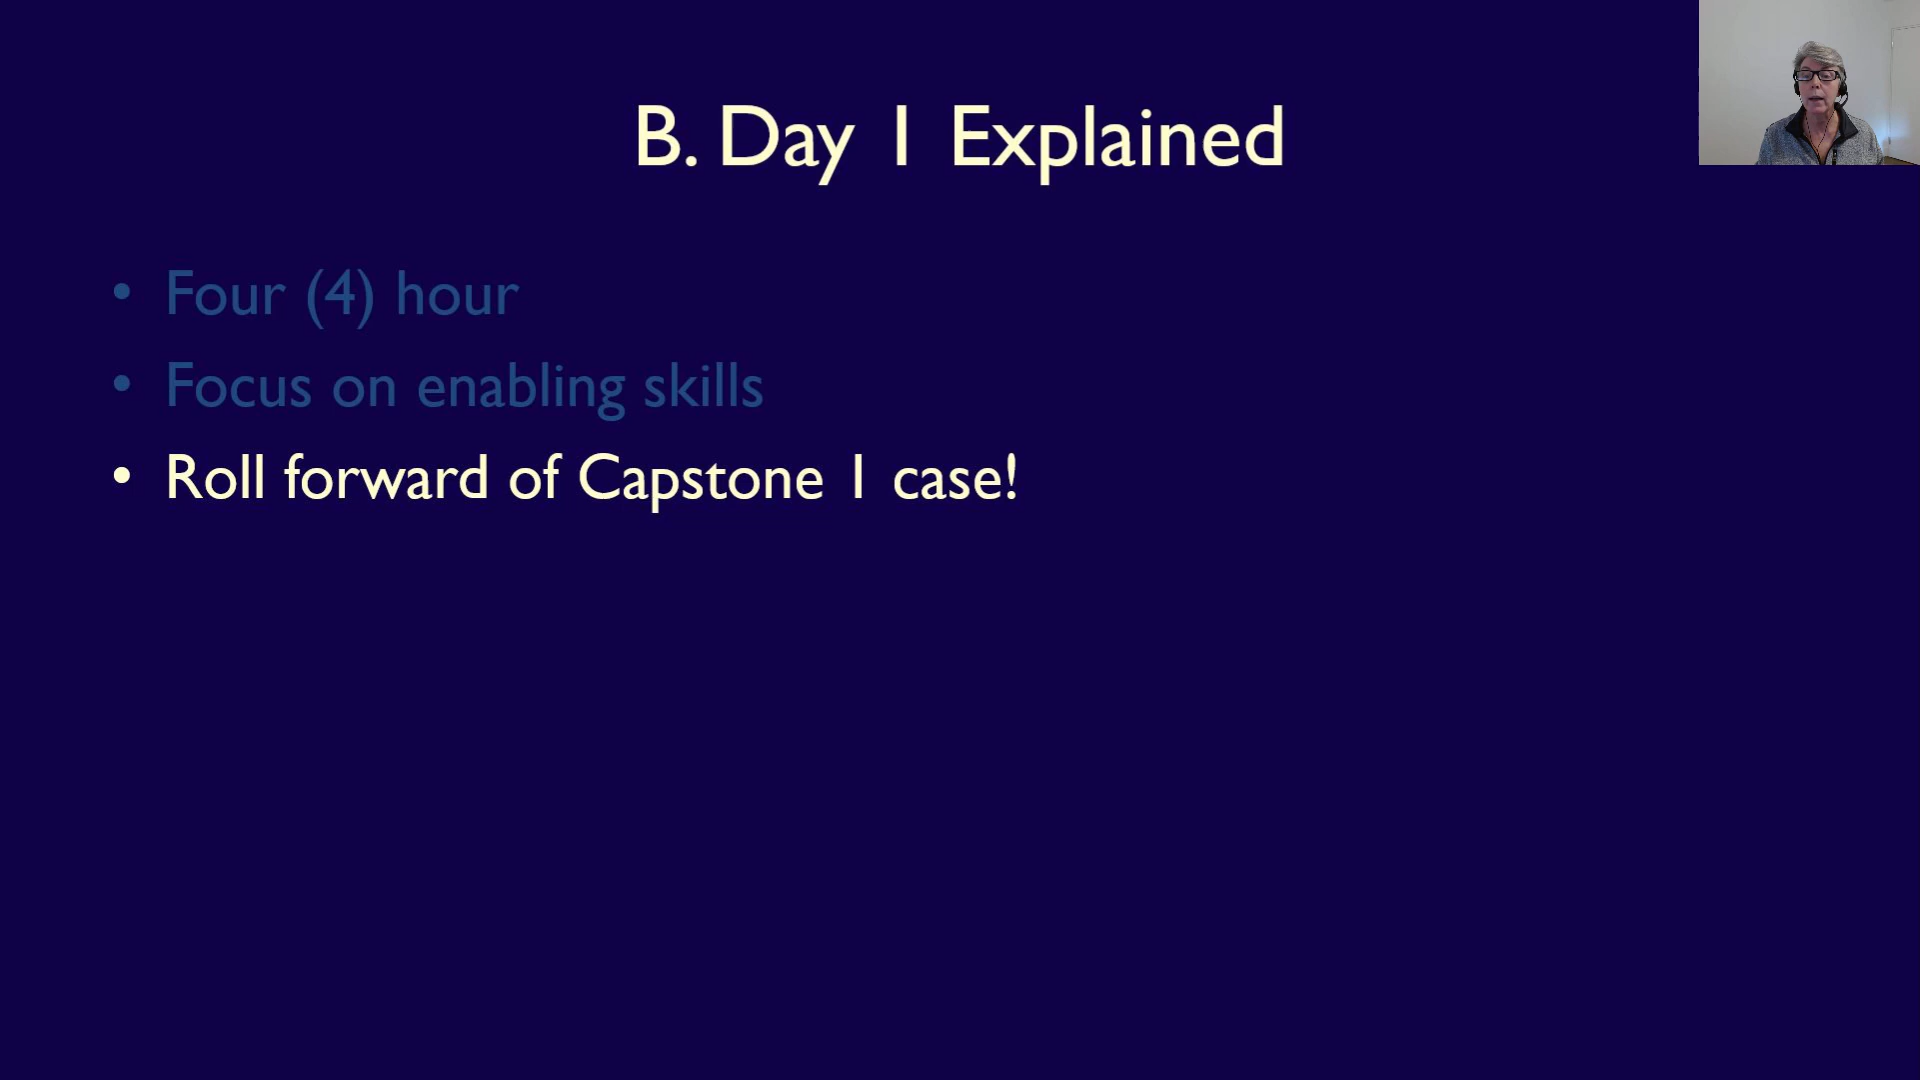 B. Day 1 Explained
• Four (4) hour
• Focus on enabling skills
• Roll forward of Capstone 1 case!